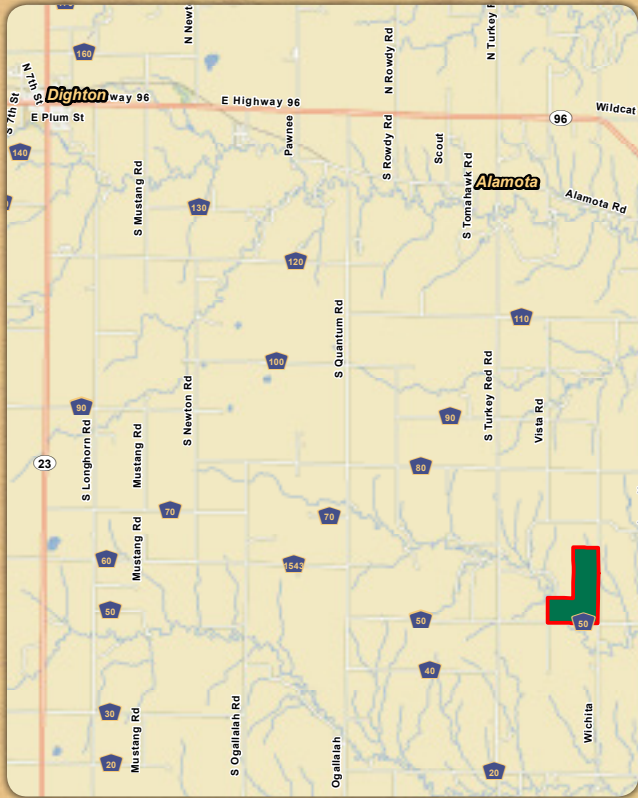 160
N Newt
N Rowdy Rd
N Turkey R
N 7th St
Dighton
way 96
E Highway 96
Wildcat
S 7th St
E Plum St
96
Pawnee
S Rowdy Rd
Scout
140
S Mustang Rd
S Tomahawk Rd
Alamota
Alamota Rd
130
120
110
S Quantum Rd
100
S Newton Rd
S Turkey Red Rd
Vista Rd
90
90
S Longhorn Rd
Mustang Rd
23
80
70
70
Mustang Rd
60
1543
50
50
50
40
30
Mustang Rd
S Ogallalah Rd
Ogallalah
Wichita
20
20